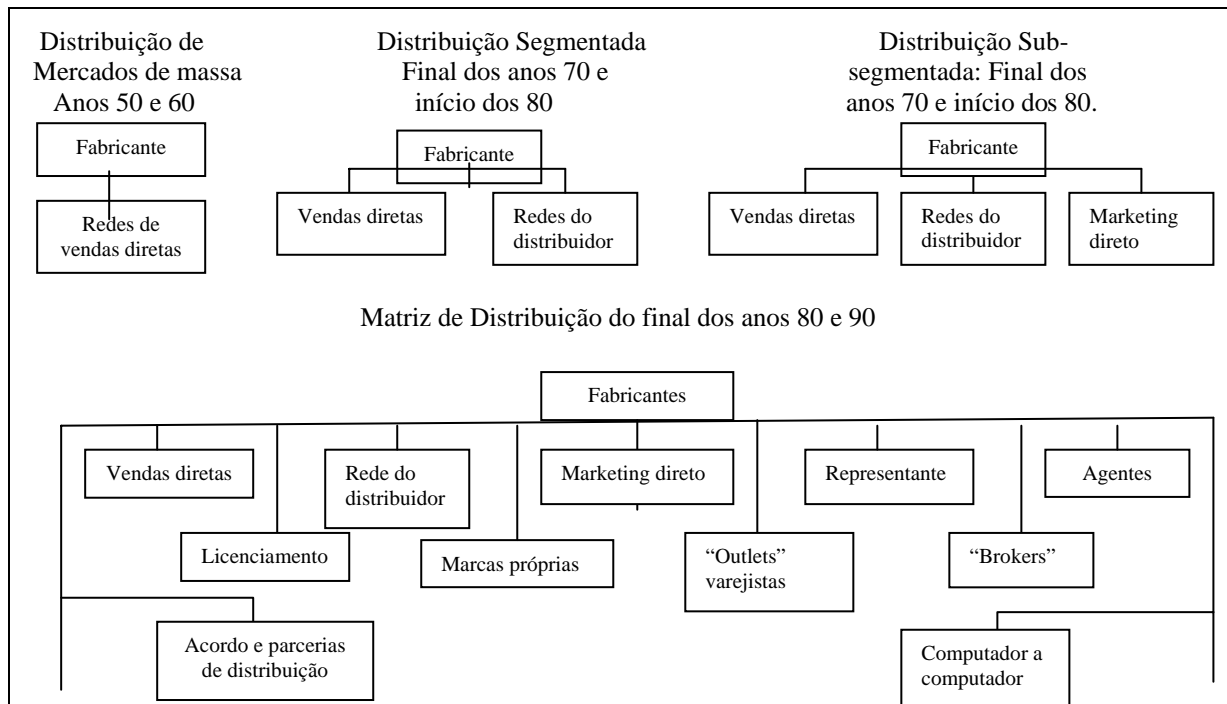 Distribuição de
Mercados de massa
Anos 50 e 60
Fabricante
Redes de
vendas diretas
Distribuição Segmentada
Final dos anos 70 e
início dos 80
Fabricante
Vendas diretas
Redes do
distribuidor
Distribuição Sub-
segmentada: Final dos
anos 70 e início dos 80.
Fabricante
Vendas diretas
Redes do
distribuidor
Marketing
direto
Matriz de Distribuição do final dos anos 80 e 90
Fabricantes
Vendas diretas
Rede do
distribuidor
Marketing direto
Representante
Agentes
Licenciamento
Marcas próprias
“Outlets”
varejistas
“Brokers”
Acordo e parcerias
de distribuição
Computador a
computador